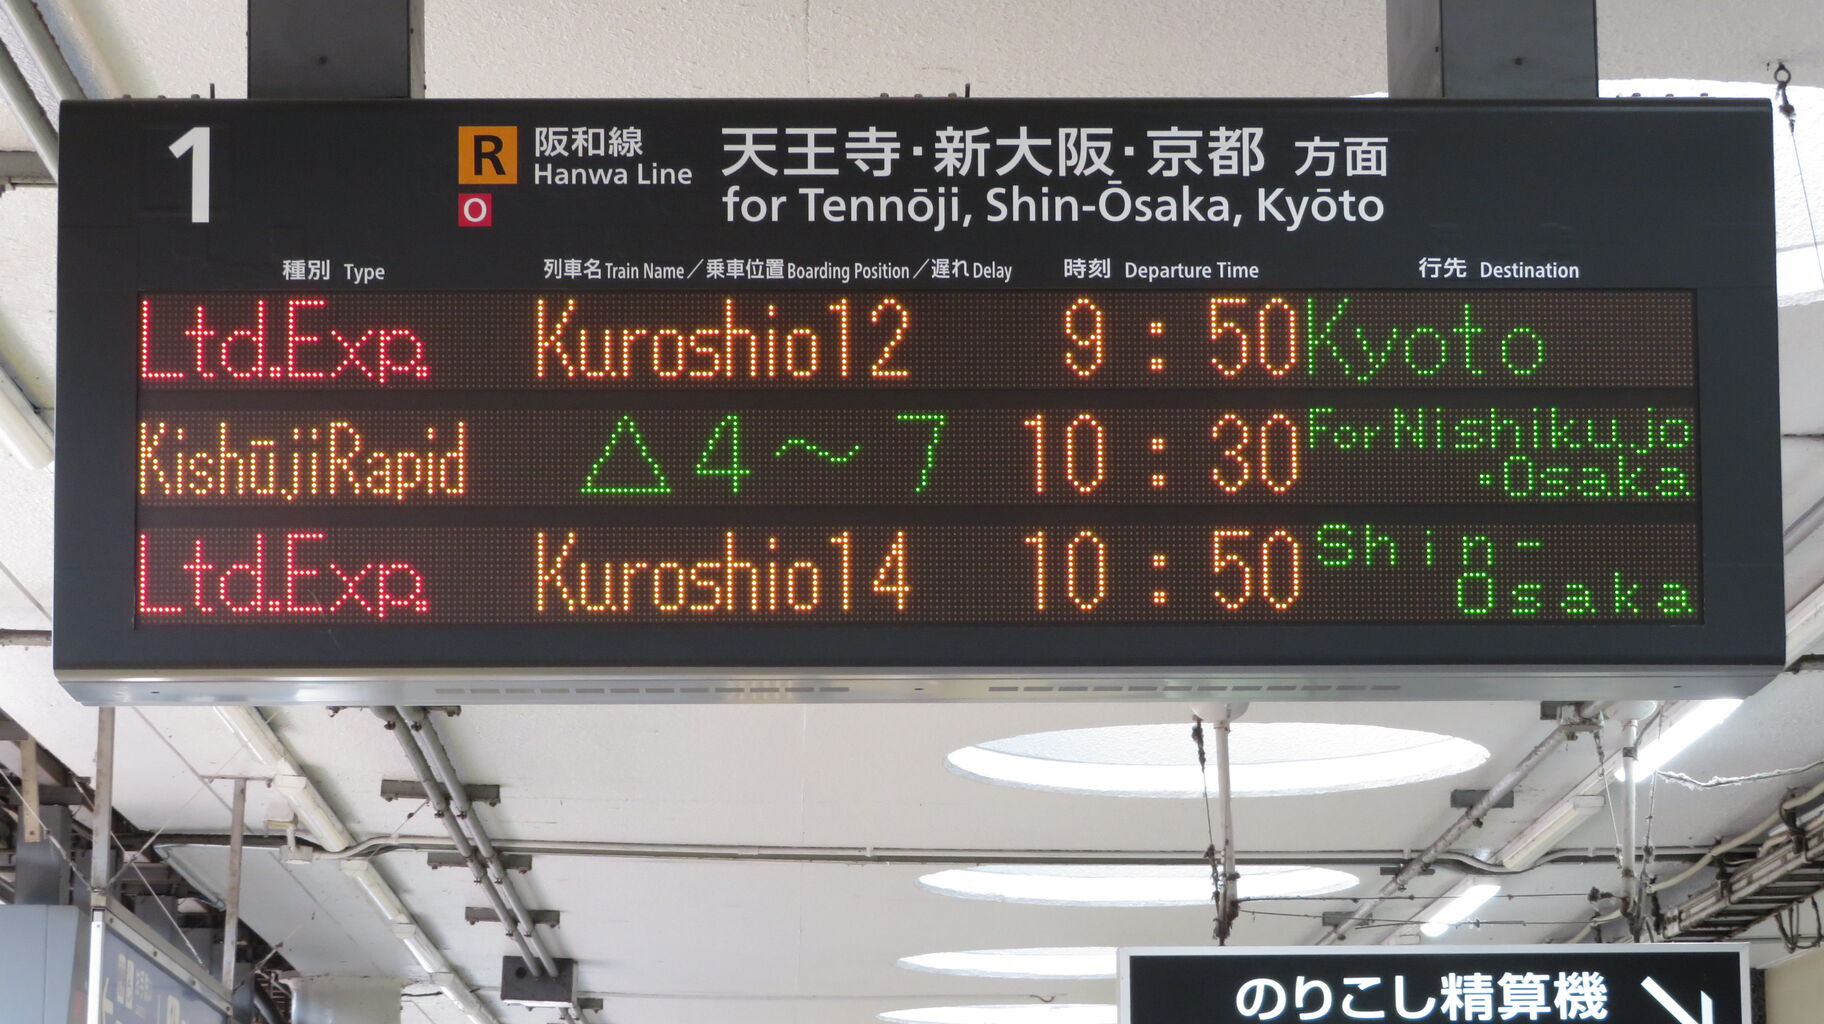 1
R 阪和線 天王寺・新大阪・京都 方面
O Hanwa Line for Tennōji, Shin-Ōsaka, Kyōto
種別 Type 列車名 Train Name／乗車位置 Boarding Position／遅れ Delay 時刻 Departure Time 行先 Destination
Ltd.Exp. Kuroshio12 9:50 Kyoto
KishūjiRapid △4～7 10:30 For Nishikujo
・Osaka
Ltd.Exp. Kuroshio14 10:50 Shin-
Osaka
のりこし精算機